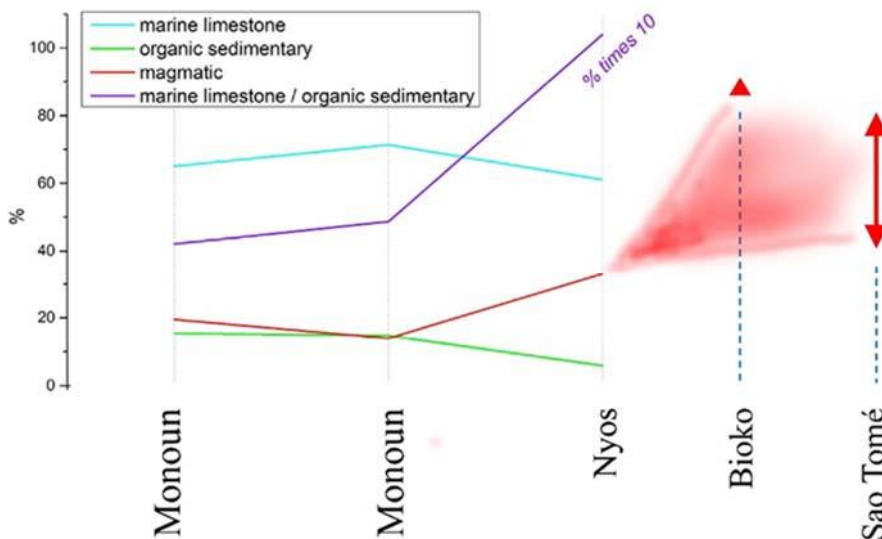 marine limestone
organic sedimentary
magmatic
marine limestone / organic sedimentary
% times 10
100
80
60
40
20
0
%
Monoun
Monoun
Nyos
Bioko
Sao Tomé